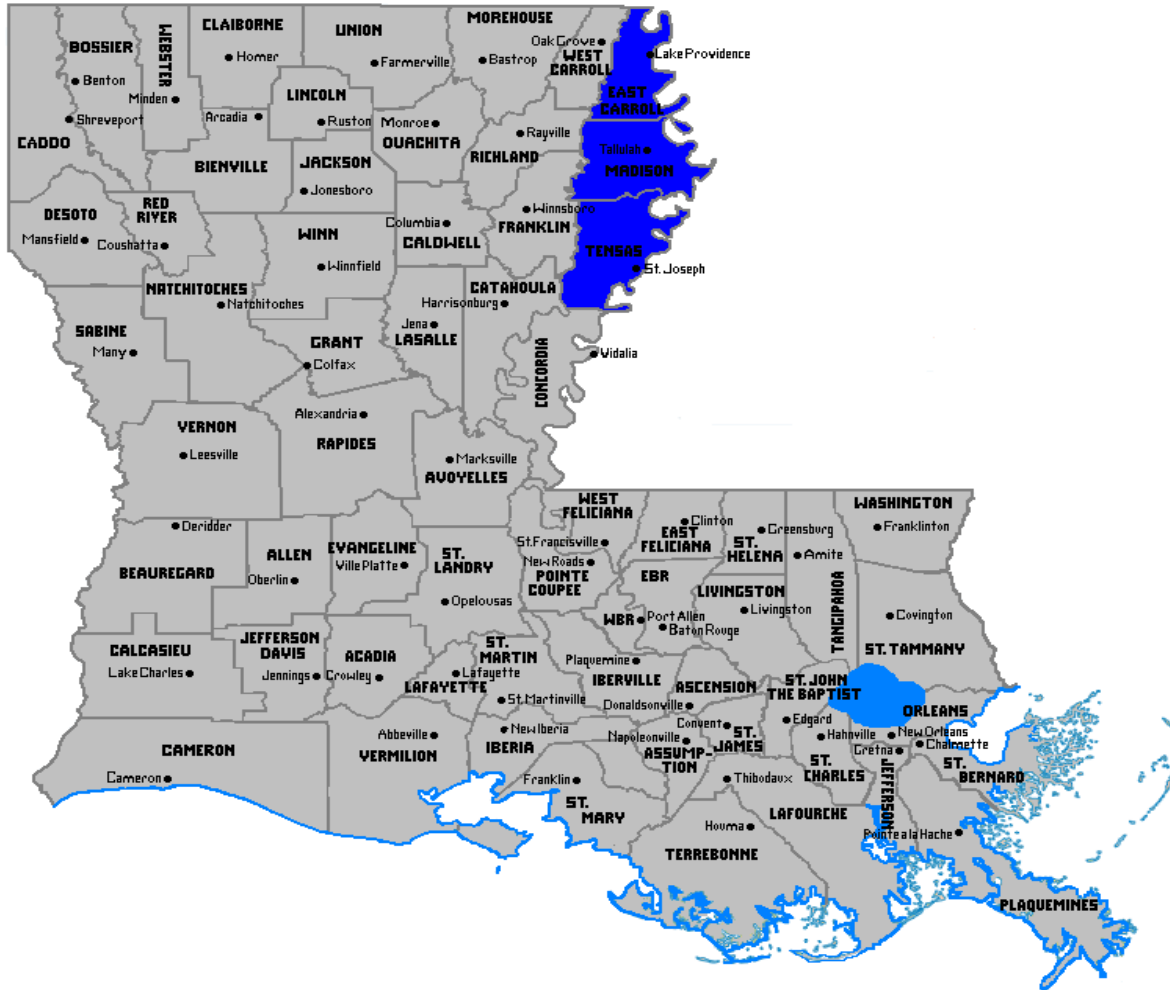 MOREHOUSE
CLAIBORNE
UNION
WEBSTER
BOSSIER
Oak Grove
WEST
CARROLL
Lake Providence
Homer
Farmerville
Bastrop
Benton
Minden
LINCOLN
EAST
CARROLL
Shreveport
Arcadia
Ruston
Monroe
OUACHITA
Rayville
CADDO
BIENVILLE
JACKSON
RICHLAND
Tallulah
MADISON
Jonesboro
DESOTO
RED
RIVER
Winnsboro
FRANKLIN
Columbia
CALDWELL
Mansfield
Coushatta
WINN
TENSAS
Winnfield
St. Joseph
NATCHITOCHES
CATAHOULA
Natchitoches
Harrisonburg
SABINE
Jena
LASALLE
GRANT
Many
Vidalia
Colfax
CONCORDIA
Alexandria
VERNON
RAPIDES
Leesville
Marksville
AVOYELLES
WEST
FELICIANA
WASHINGTON
Deridder
Clinton
EAST
FELICIANA
Greensburg
ST.
HELENA
Franklinton
ALLEN
EVANGELINE
ST.
LANDRY
St. Francisville
Amite
BEAUREGARD
Oberlin
Ville Platte
New Roads
POINTE
COUPEE
EBR
LIVINGSTON
TANGIPAHOA
Opelousas
WBR
Port Allen
Baton Rouge
Livingston
Covington
CALCASIEU
JEFFERSON
DAVIS
ACADIA
ST.
MARTIN
ST. TAMMANY
Lake Charles
Jennings
Crowley
LAFAYETTE
Lafayette
Plaquemine
IBERVILLE
ASCENSION
ST. JOHN
THE BAPTIST
St. Martinville
Donaldsonville
ORLEANS
Abbeville
VERMILION
New Iberia
IBERIA
Convent
Napoleonville
ASSUMP-
TION
ST.
JAMES
Edgard
Hahnville
New Orleans
Gretna
Chalmette
CAMERON
ST.
CHARLES
JEFFERSON
ST.
BERNARD
Cameron
Franklin
ST.
MARY
Thibodaux
LAFOURCHE
Houma
TERREBONNE
Pointe a la Hache
PLAQUEMINES